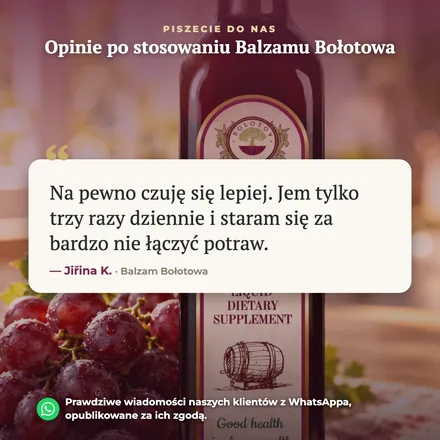 PISZECIE DO NAS
Opinie po stosowaniu Balzamu Bołotowa
BOLOTOV
“
Na pewno czuję się lepiej. Jem tylko
trzy razy dziennie i staram się za
bardzo nie łączyć potraw.
— Jiřina K. · Balzam Bołotowa
LIQUID
DIETARY
SUPPLEMENT
Prawdziwe wiadomości naszych klientów z WhatsAppa,
opublikowane za ich zgodą.
Good health